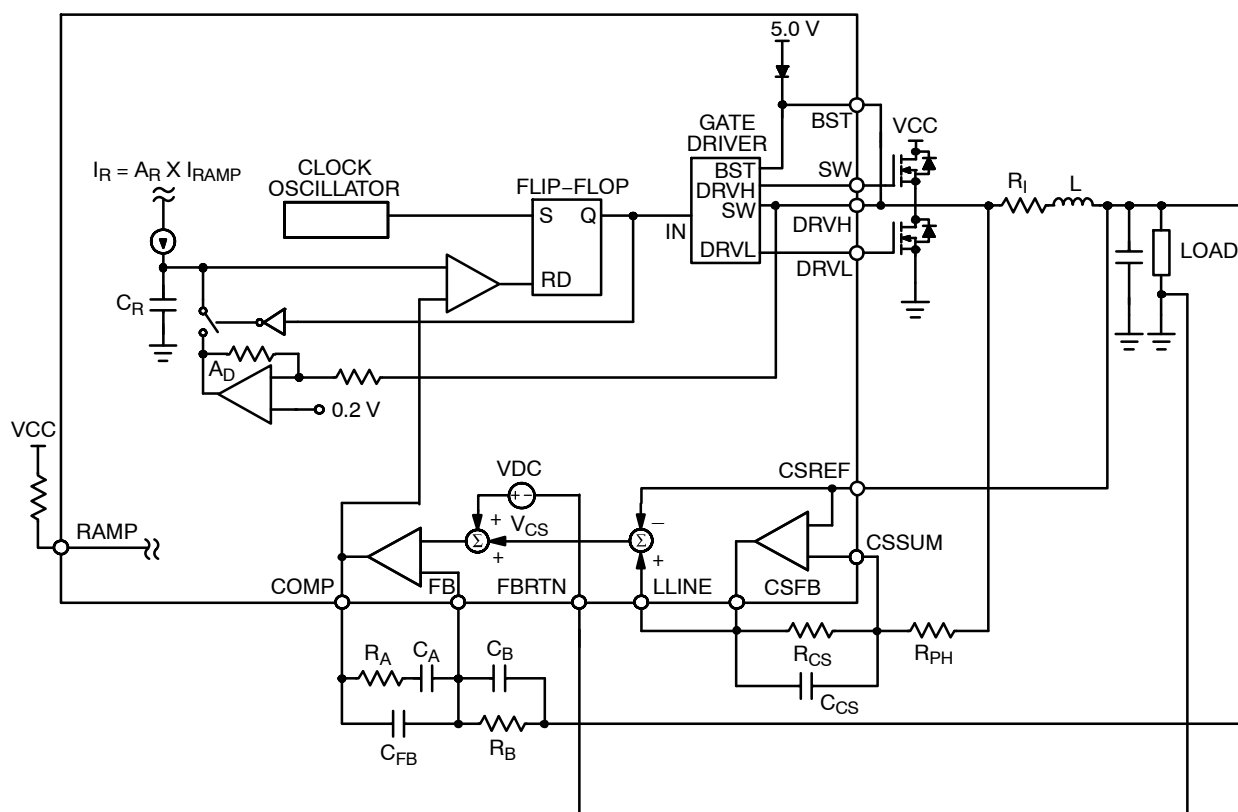 5.0 V
BST
VCC
GATE
DRIVER
I_R = A_R X I_RAMP
CLOCK
OSCILLATOR
FLIP–FLOP
BST
DRVH
SW
DRVL
SW
R_I
L
S
Q
IN
DRVH
DRVL
LOAD
RD
C_R
A_D
0.2 V
VCC
VDC
+ –
V_CS
CSREF
+
Σ
+
–
Σ
+
CSSUM
RAMP
COMP
FB
FBRTN
LLINE
CSFB
R_A
C_A
C_B
R_CS
R_PH
C_CS
C_FB
R_B